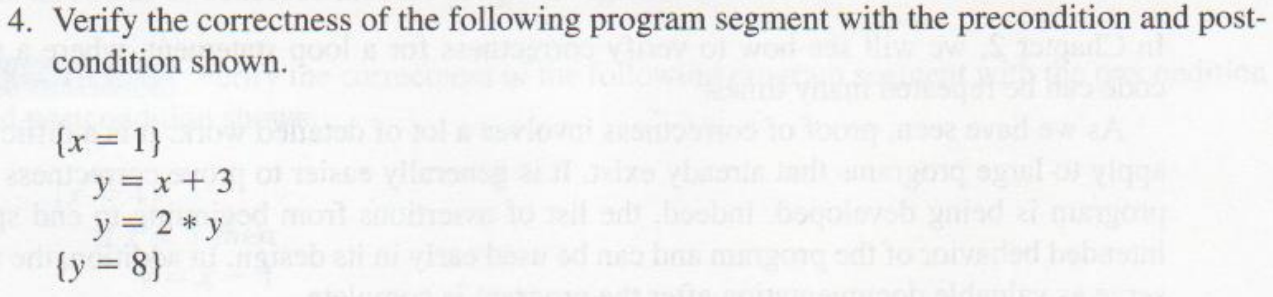 4. Verify the correctness of the following program segment with the precondition and post-
condition shown.
{x = 1}
y = x + 3
y = 2 * y
{y = 8}